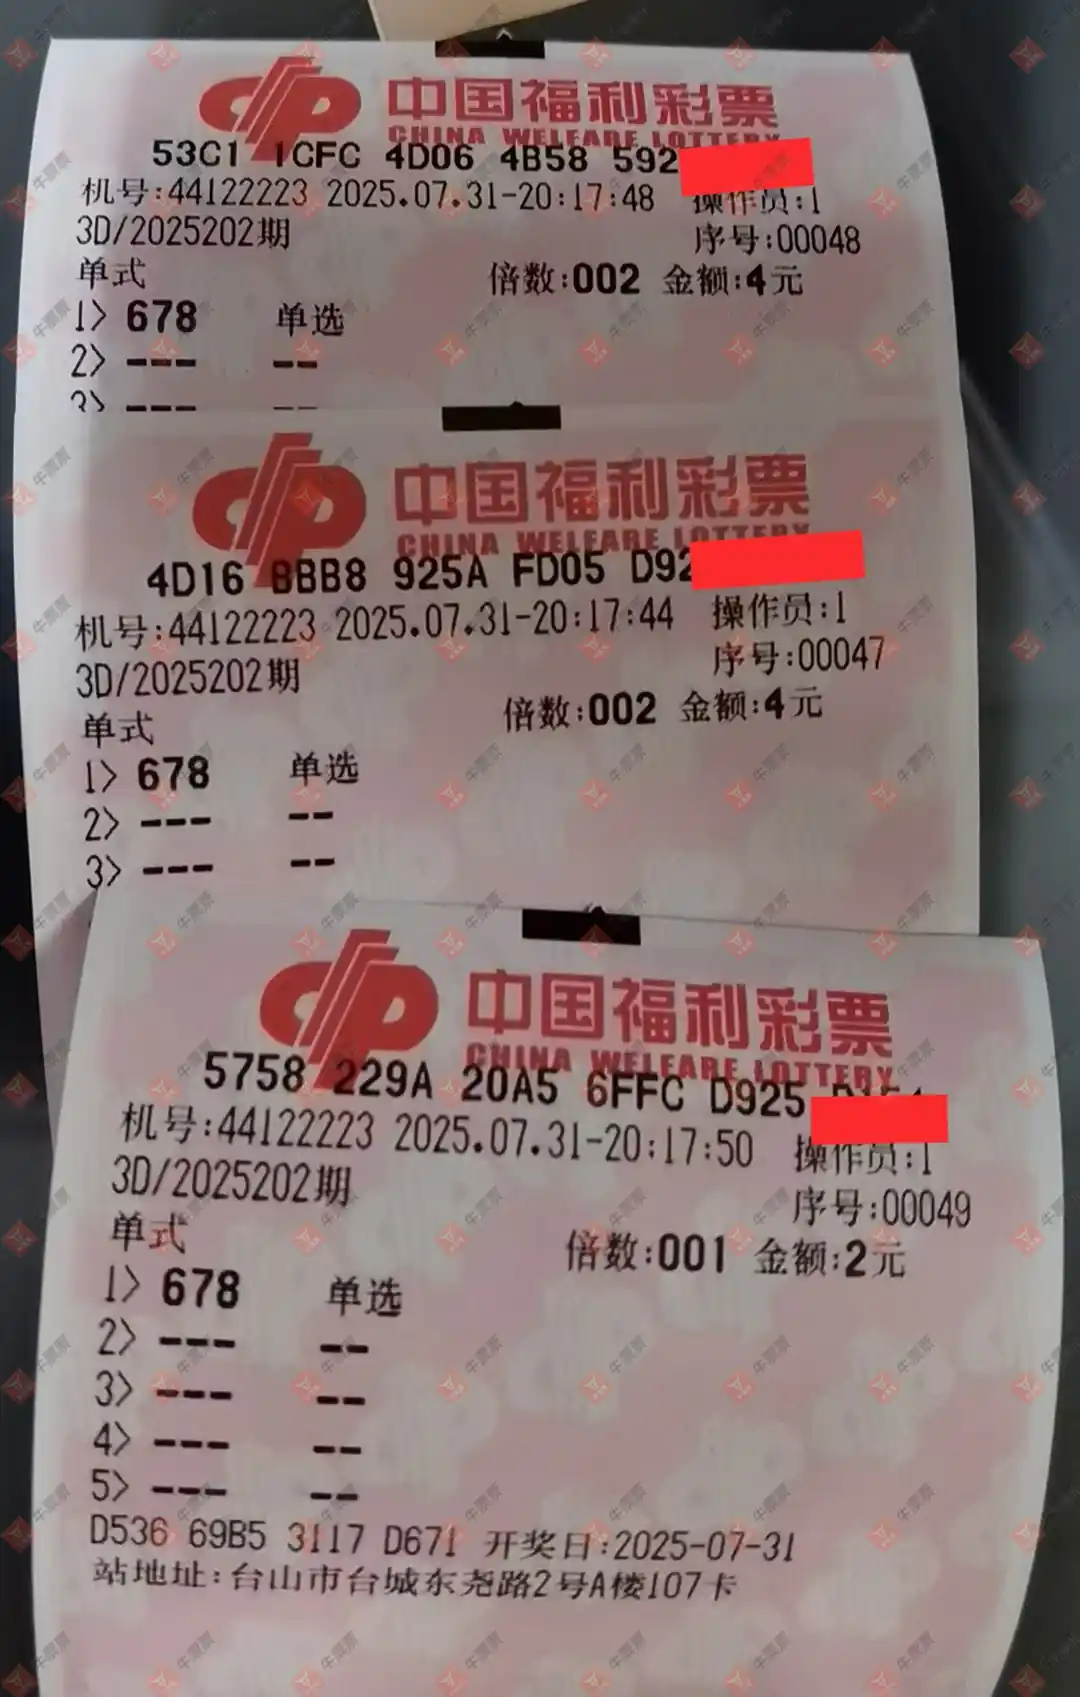 中国福利彩票
CHINA WELFARE LOTTERY
53C1 1CFC 4D06 4B58 592
机号:44122223 2025.07.31-20:17:48 操作员:1
3D/2025202期 序号:00048
单式 倍数:002 金额:4元
1> 678 单选
2> --- --
3> --- --
中国福利彩票
CHINA WELFARE LOTTERY
4D16 BBB8 925A FD05 D92
机号:44122223 2025.07.31-20:17:44 操作员:1
3D/2025202期 序号:00047
单式 倍数:002 金额:4元
1> 678 单选
2> --- --
3> --- --
中国福利彩票
CHINA WELFARE LOTTERY
5758 229A 20A5 6FFC D925
机号:44122223 2025.07.31-20:17:50 操作员:1
3D/2025202期 序号:00049
单式 倍数:001 金额:2元
1> 678 单选
2> --- --
3> --- --
4> --- --
5> --- --
D536 69B5 3117 D671 开奖日:2025-07-31
站地址:台山市台城东尧路2号A楼107卡